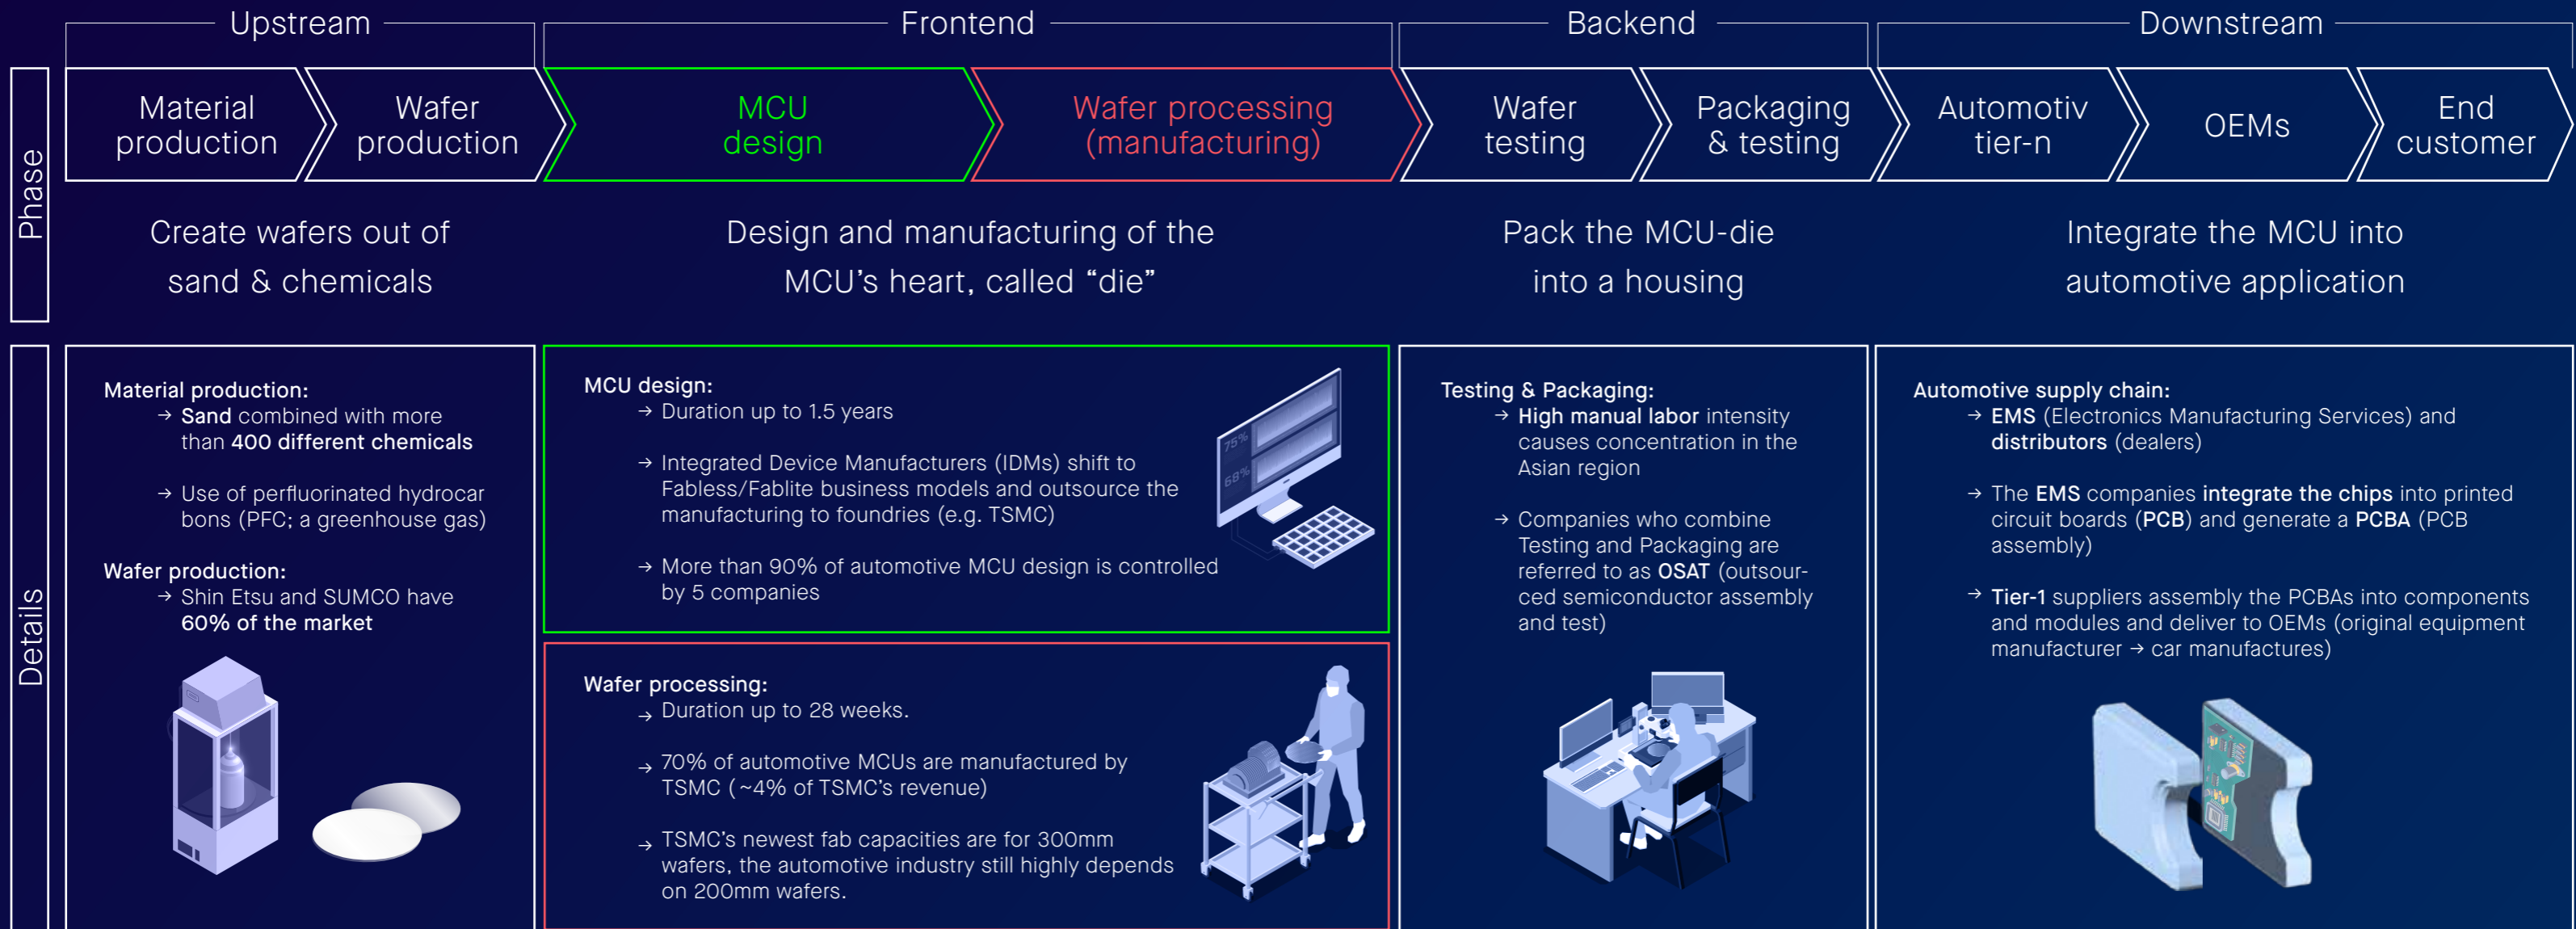 Upstream
Frontend
Backend
Downstream
Phase
Material
production
Wafer
production
MCU
design
Wafer processing
(manufacturing)
Wafer
testing
Packaging
& testing
Automotiv
tier-n
OEMs
End
customer
Create wafers out of
sand & chemicals
Design and manufacturing of the
MCU's heart, called “die”
Pack the MCU-die
into a housing
Integrate the MCU into
automotive application
Details
Material production:
→ Sand combined with more
than 400 different chemicals
→ Use of perfluorinated hydrocar
bons (PFC; a greenhouse gas)
Wafer production:
→ Shin Etsu and SUMCO have
60% of the market
MCU design:
→ Duration up to 1.5 years
→ Integrated Device Manufacturers (IDMs) shift to
Fabless/Fablite business models and outsource the
manufacturing to foundries (e.g. TSMC)
→ More than 90% of automotive MCU design is controlled
by 5 companies
75%
68%
Wafer processing:
→ Duration up to 28 weeks.
→ 70% of automotive MCUs are manufactured by
TSMC (~4% of TSMC's revenue)
→ TSMC's newest fab capacities are for 300mm
wafers, the automotive industry still highly depends
on 200mm wafers.
Testing & Packaging:
→ High manual labor intensity
causes concentration in the
Asian region
→ Companies who combine
Testing and Packaging are
referred to as OSAT (outsour-
ced semiconductor assembly
and test)
Automotive supply chain:
→ EMS (Electronics Manufacturing Services) and
distributors (dealers)
→ The EMS companies integrate the chips into printed
circuit boards (PCB) and generate a PCBA (PCB
assembly)
→ Tier-1 suppliers assembly the PCBAs into components
and modules and deliver to OEMs (original equipment
manufacturer → car manufactures)